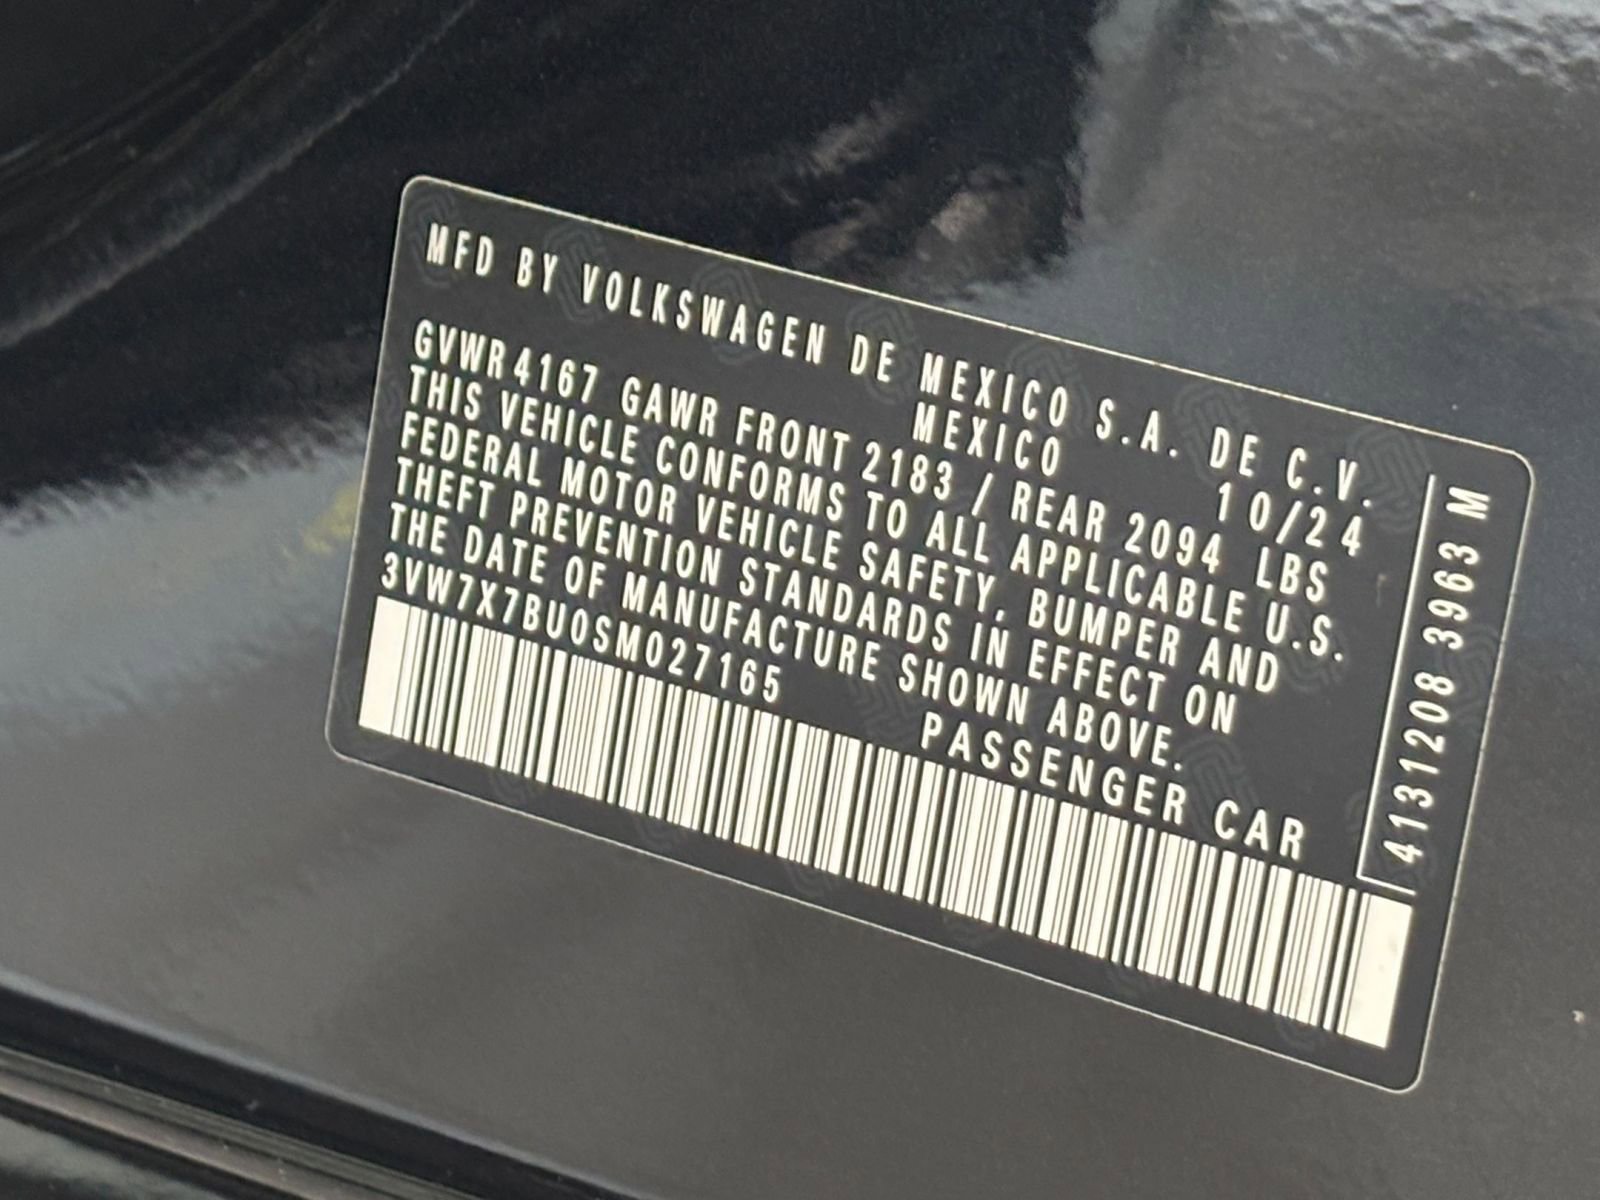 MFD BY VOLKSWAGEN DE MEXICO S.A. DE C.V.
MEXICO 10/24
GVWR 4167 GAWR FRONT 2183 / REAR 2094 LBS
THIS VEHICLE CONFORMS TO ALL APPLICABLE U.S.
FEDERAL MOTOR VEHICLE SAFETY, BUMPER AND
THEFT PREVENTION STANDARDS IN EFFECT ON
THE DATE OF MANUFACTURE SHOWN ABOVE.
3VW7X7BU0SM027165 PASSENGER CAR
4131208 3963 M